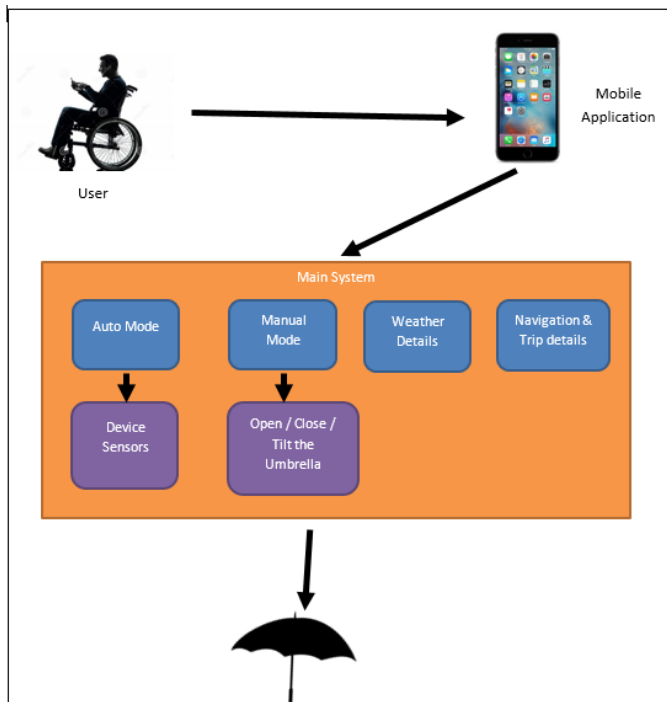 Mobile
Application
User
Main System
Auto Mode
Manual
Mode
Weather
Details
Navigation &
Trip details
Device
Sensors
Open / Close /
Tilt the
Umbrella